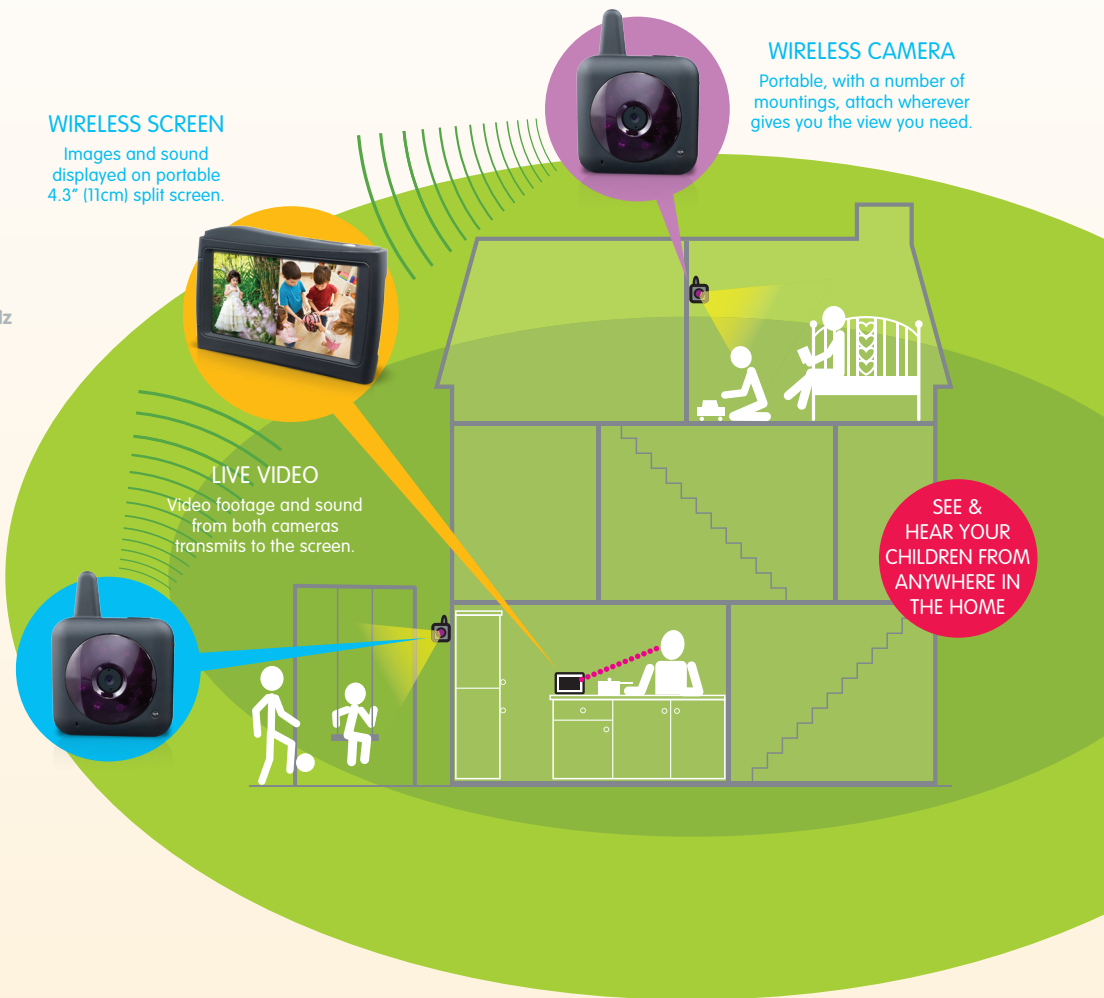 WIRELESS CAMERA
Portable, with a number of
mountings, attach wherever
gives you the view you need.
WIRELESS SCREEN
Images and sound
displayed on portable
4.3” (11cm) split screen.
LIVE VIDEO
Video footage and sound
from both cameras
transmits to the screen.
SEE &
HEAR YOUR
CHILDREN FROM
ANYWHERE IN
THE HOME